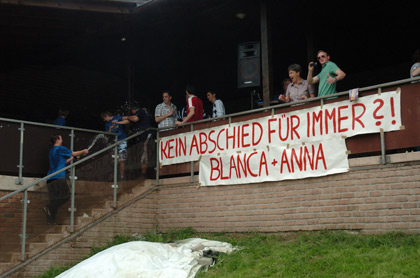 KEIN ABSCHIED FÜR IMMER?!
BLANCA + ANNA